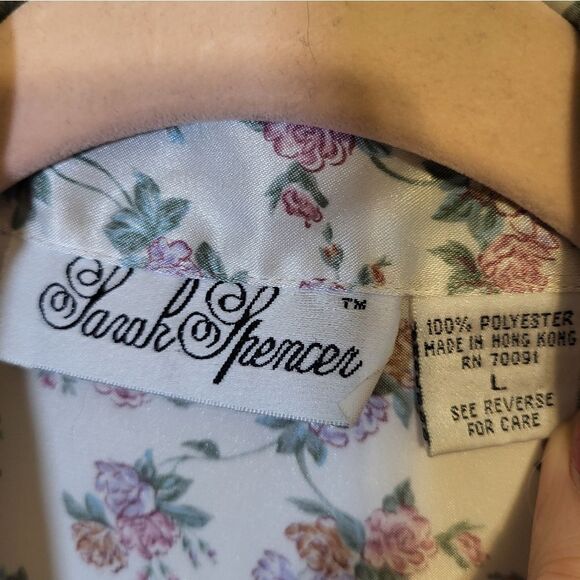 Sarah Spencer ™
100% POLYESTER
MADE IN HONG KONG
RN 70091
L
SEE REVERSE
FOR CARE